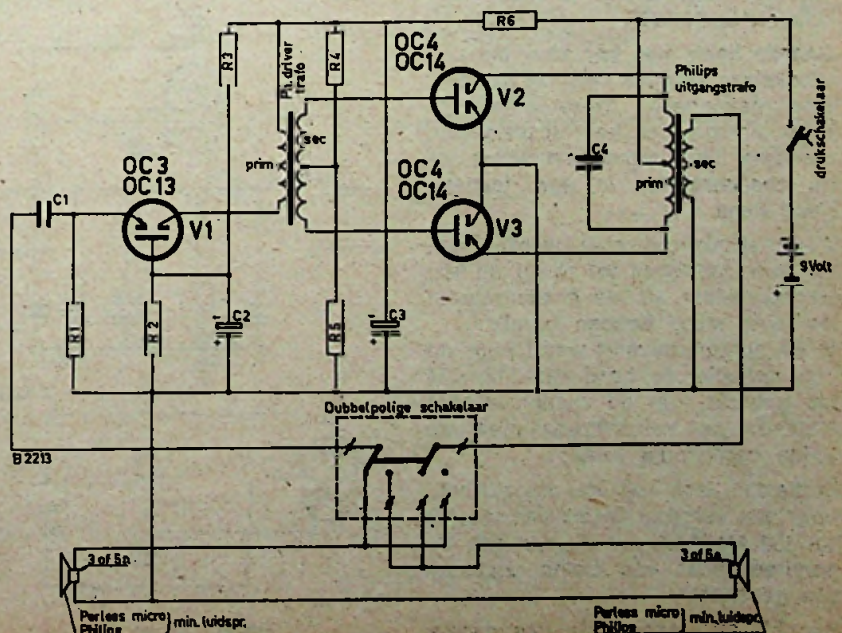 R6
R3
Ph. driver
trafo
R4
OC4
OC14
V2
Philips
uitgangstrafo
drukschakelaar
prim
sec
C4
prim
sec
OC3
OC13
OC4
OC14
C1
V1
V3
9Volt
+
R1
R2
C2
+
R5
C3
+
Dubbelpolige schakelaar
B2213
3 of 5Ω
3 of 5Ω
Perless micro
Philips
min. luidspr.
Perless micro
Philips
min. luidspr.